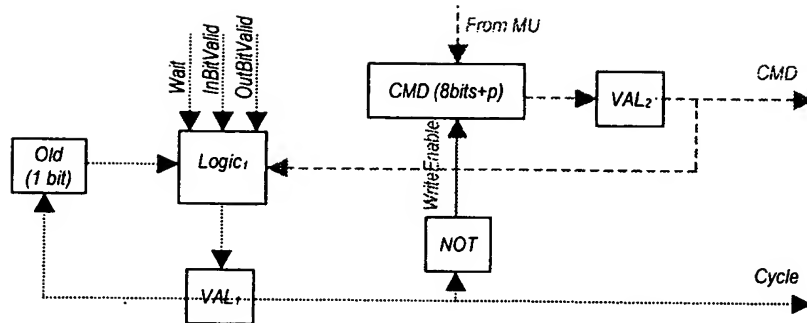 From MU
Wait
InBitValid
OutBitValid
CMD (8bits+p)
VAL₂
CMD
Old
(1 bit)
Logic₁
WriteEnable
NOT
VAL₁
Cycle